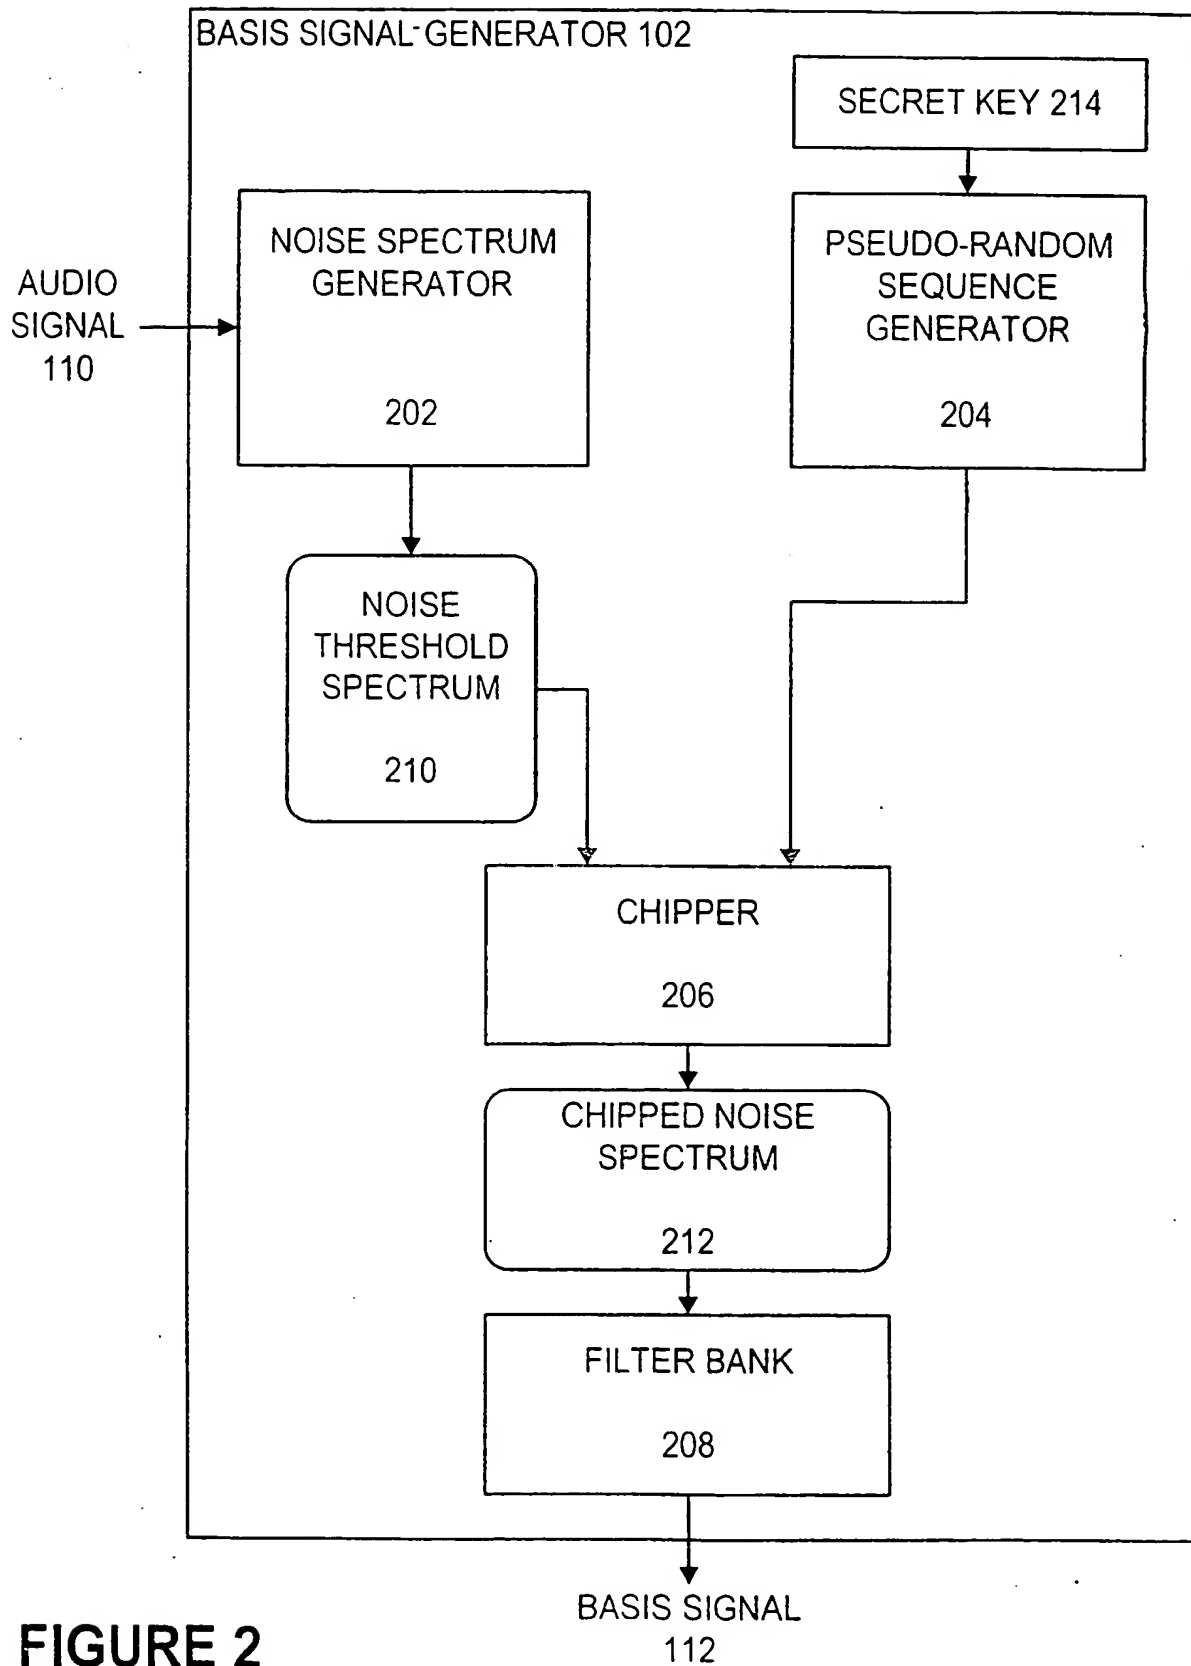 BASIS SIGNAL-GENERATOR 102
SECRET KEY 214
NOISE SPECTRUM
GENERATOR
202
PSEUDO-RANDOM
SEQUENCE
GENERATOR
204
AUDIO
SIGNAL
110
NOISE
THRESHOLD
SPECTRUM
210
CHIPPER
206
CHIPPED NOISE
SPECTRUM
212
FILTER BANK
208
BASIS SIGNAL
112
FIGURE 2